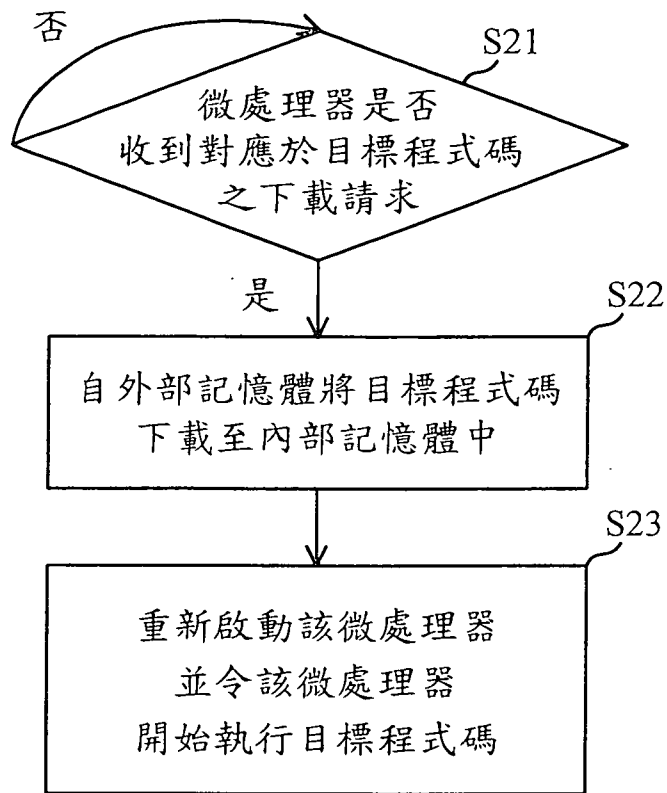 否
S21
微處理器是否
收到對應於目標程式碼
之下載請求
是
S22
自外部記憶體將目標程式碼
下載至內部記憶體中
S23
重新啟動該微處理器
並令該微處理器
開始執行目標程式碼